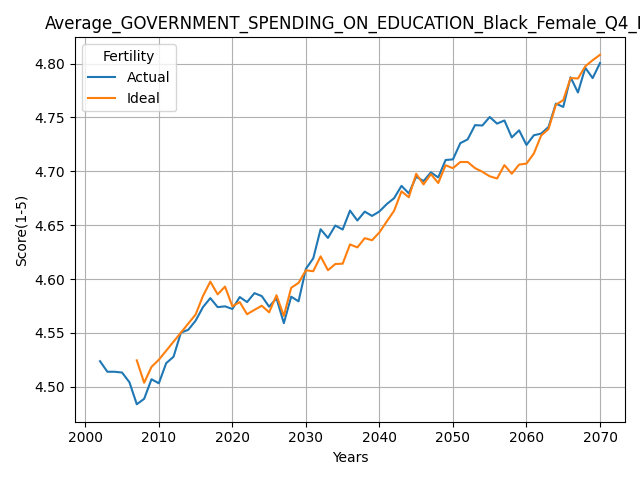 Average_GOVERNMENT_SPENDING_ON_EDUCATION_Black_Female_Q4_
Fertility
Actual
Ideal
Score(1-5)
4.80
4.75
4.70
4.65
4.60
4.55
4.50
2000 2010 2020 2030 2040 2050 2060 2070
Years